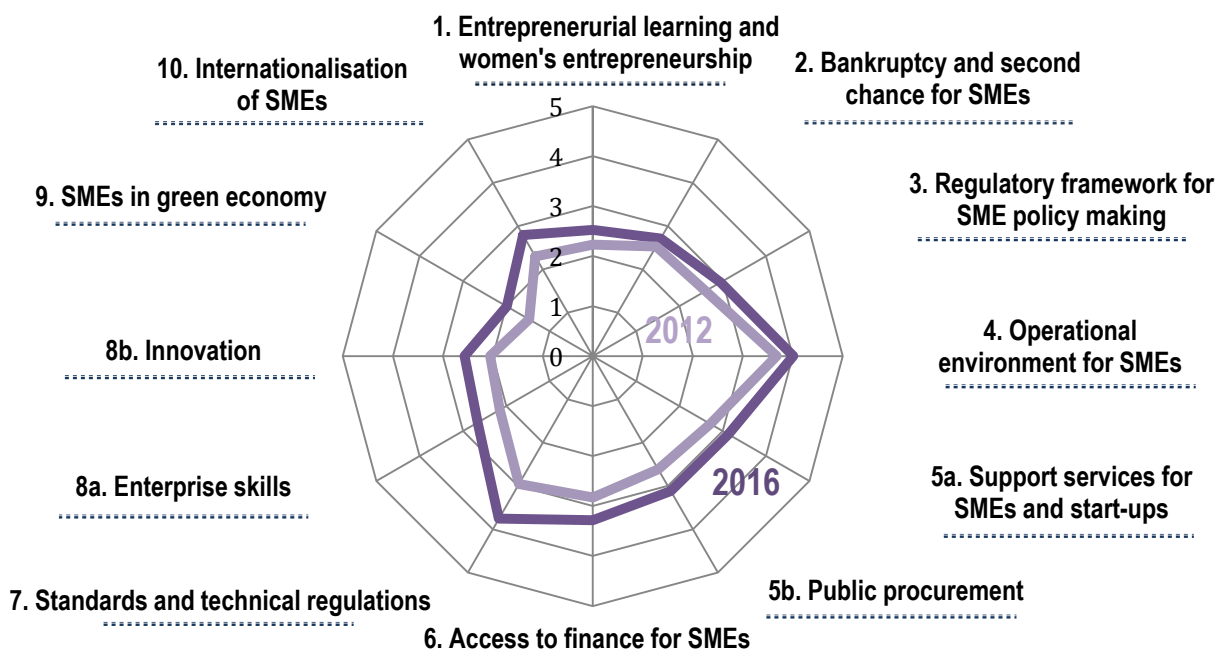 1. Entreprenerurial learning and
women's entrepreneurship
2. Bankruptcy and second
chance for SMEs
3. Regulatory framework for
SME policy making
4. Operational
environment for SMEs
5a. Support services for
SMEs and start-ups
5b. Public procurement
6. Access to finance for SMEs
7. Standards and technical regulations
8a. Enterprise skills
8b. Innovation
9. SMEs in green economy
10. Internationalisation
of SMEs
5
4
3
2
1
0
2012
2016